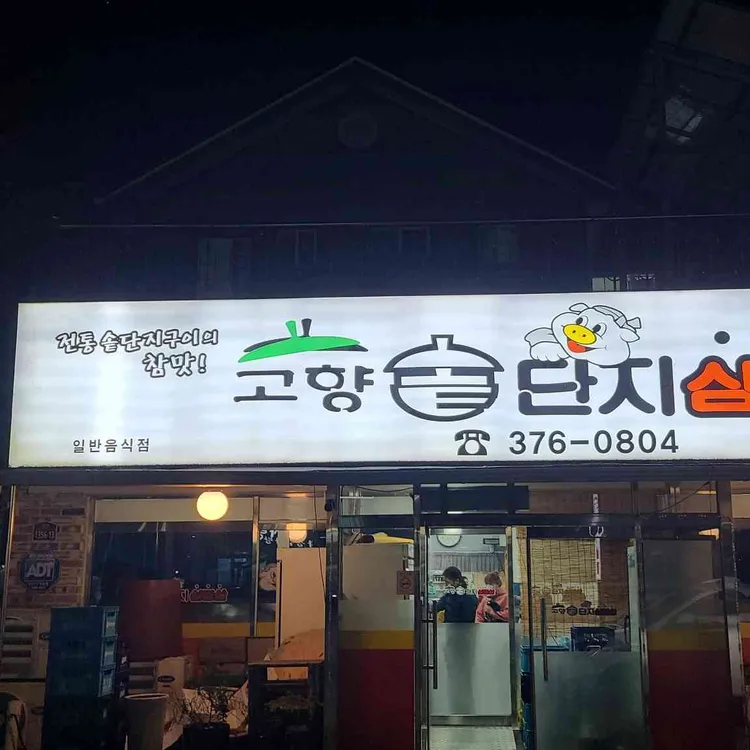 전통 솥단지구이의
참맛!
고향 솥단지삼
일반음식점
☎ 376-0804
ADT